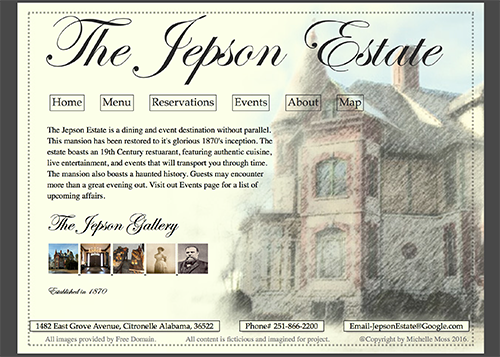 The Jepson Estate
Home Menu Reservations Events About Map
The Jepson Estate is a dining and event destination without parallel.
This mansion has been restored to it's glorious 1870's inception. The
estate boasts an 19th Century restaurant, featuring authentic cuisine,
live entertainment, and events that will transport you through time.
The mansion also boasts a haunted history. Guests may encounter
more than a great evening out. Visit out Events page for a list of
upcoming affairs.
The Jepson Gallery
Established in 1870
1482 East Grove Avenue, Citronelle Alabama, 36522 Phone# 251-866-2200 Email-JepsonEstate@Google.com
All images provided by Free Domain. All content is ficticious and imagined for project. @Copyright by Michelle Moss 2016.